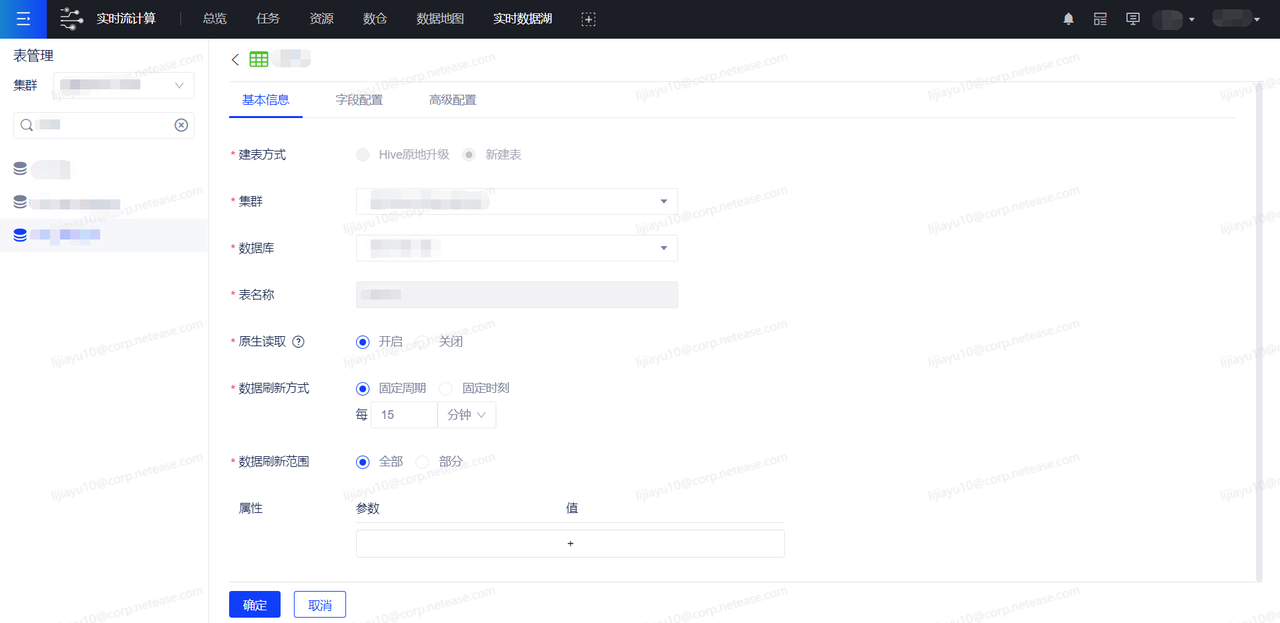 实时流计算 总览 任务 资源 数仓 数据地图 实时数据湖
表管理
集群
基本信息 字段配置 高级配置
* 建表方式 Hive原地升级 新建表
* 集群
* 数据库
* 表名称
* 原生读取 ? 开启 关闭
* 数据刷新方式 固定周期 固定时刻
每 15 分钟
* 数据刷新范围 全部 部分
属性 参数 值
+
确定 取消
lijiayu10@corp.netease.com